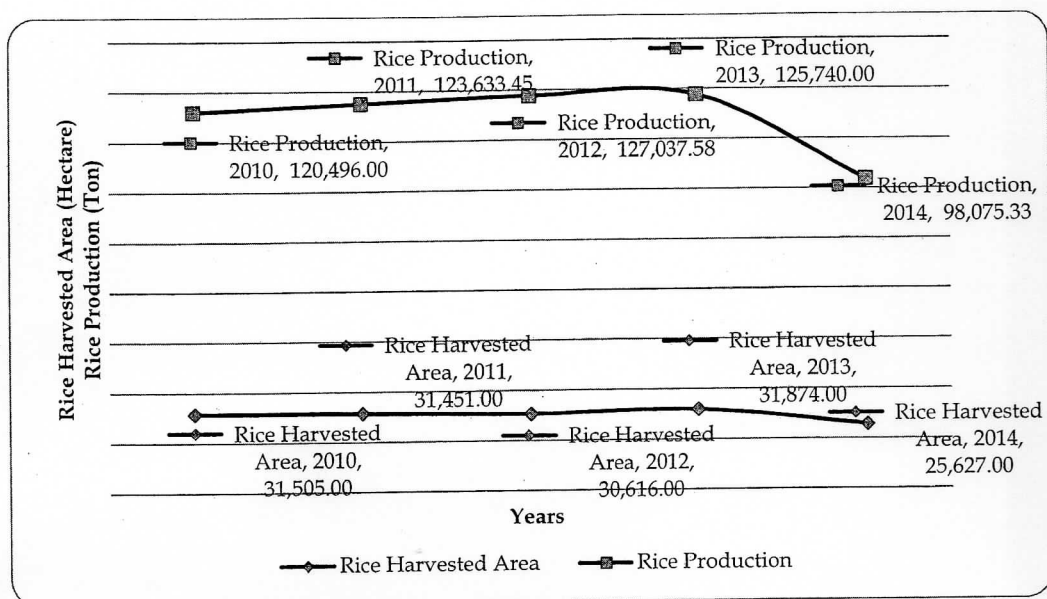 Rice Harvested Area (Hectare)
Rice Production (Ton)
Rice Production,
2011, 123,633.45
Rice Production,
2013, 125,740.00
Rice Production,
2010, 120,496.00
Rice Production,
2012, 127,037.58
Rice Production,
2014, 98,075.33
Rice Harvested
Area, 2011,
31,451.00
Rice Harvested
Area, 2013,
31,874.00
Rice Harvested
Area, 2010,
31,505.00
Rice Harvested
Area, 2012,
30,616.00
Rice Harvested
Area, 2014,
25,627.00
Years
Rice Harvested Area
Rice Production